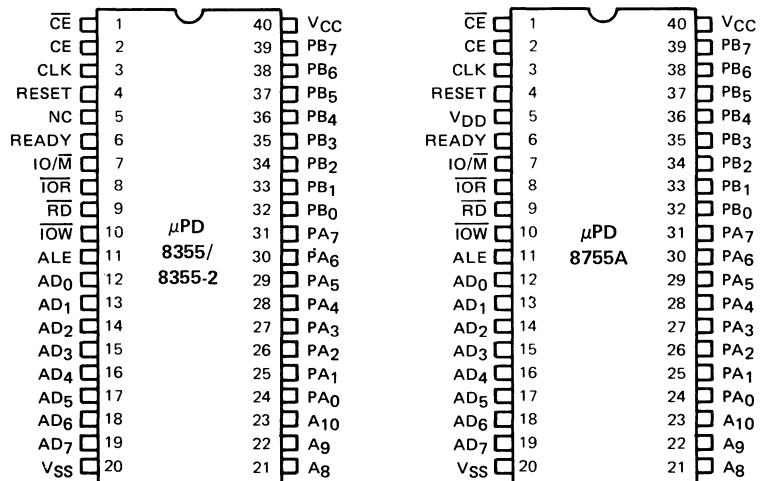 C̅E̅ 1 40 VCC
CE 2 39 PB7
CLK 3 38 PB6
RESET 4 37 PB5
NC 5 36 PB4
READY 6 35 PB3
IO/M̅ 7 34 PB2
I̅O̅R̅ 8 33 PB1
R̅D̅ 9 32 PB0
I̅O̅W̅ 10 31 PA7
ALE 11 30 PA6
AD0 12 29 PA5
AD1 13 28 PA4
AD2 14 27 PA3
AD3 15 26 PA2
AD4 16 25 PA1
AD5 17 24 PA0
AD6 18 23 A10
AD7 19 22 A9
VSS 20 21 A8
μPD
8355/
8355-2
C̅E̅ 1 40 VCC
CE 2 39 PB7
CLK 3 38 PB6
RESET 4 37 PB5
VDD 5 36 PB4
READY 6 35 PB3
IO/M̅ 7 34 PB2
I̅O̅R̅ 8 33 PB1
R̅D̅ 9 32 PB0
I̅O̅W̅ 10 31 PA7
ALE 11 30 PA6
AD0 12 29 PA5
AD1 13 28 PA4
AD2 14 27 PA3
AD3 15 26 PA2
AD4 16 25 PA1
AD5 17 24 PA0
AD6 18 23 A10
AD7 19 22 A9
VSS 20 21 A8
μPD
8755A